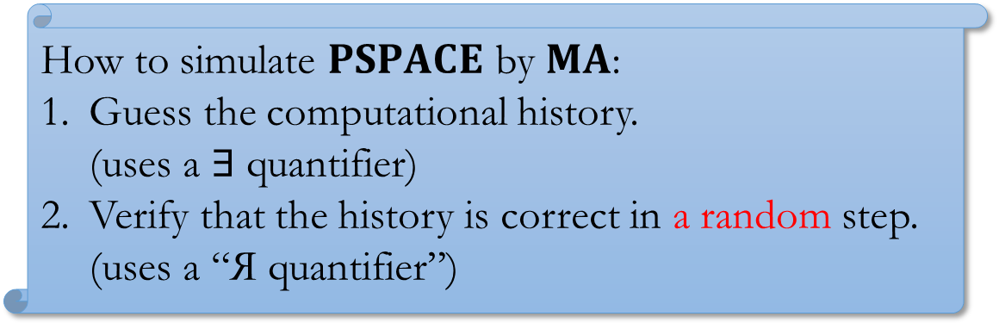 How to simulate PSPACE by MA:
1. Guess the computational history.
(uses a ∃ quantifier)
2. Verify that the history is correct in a random step.
(uses a “Я quantifier”)